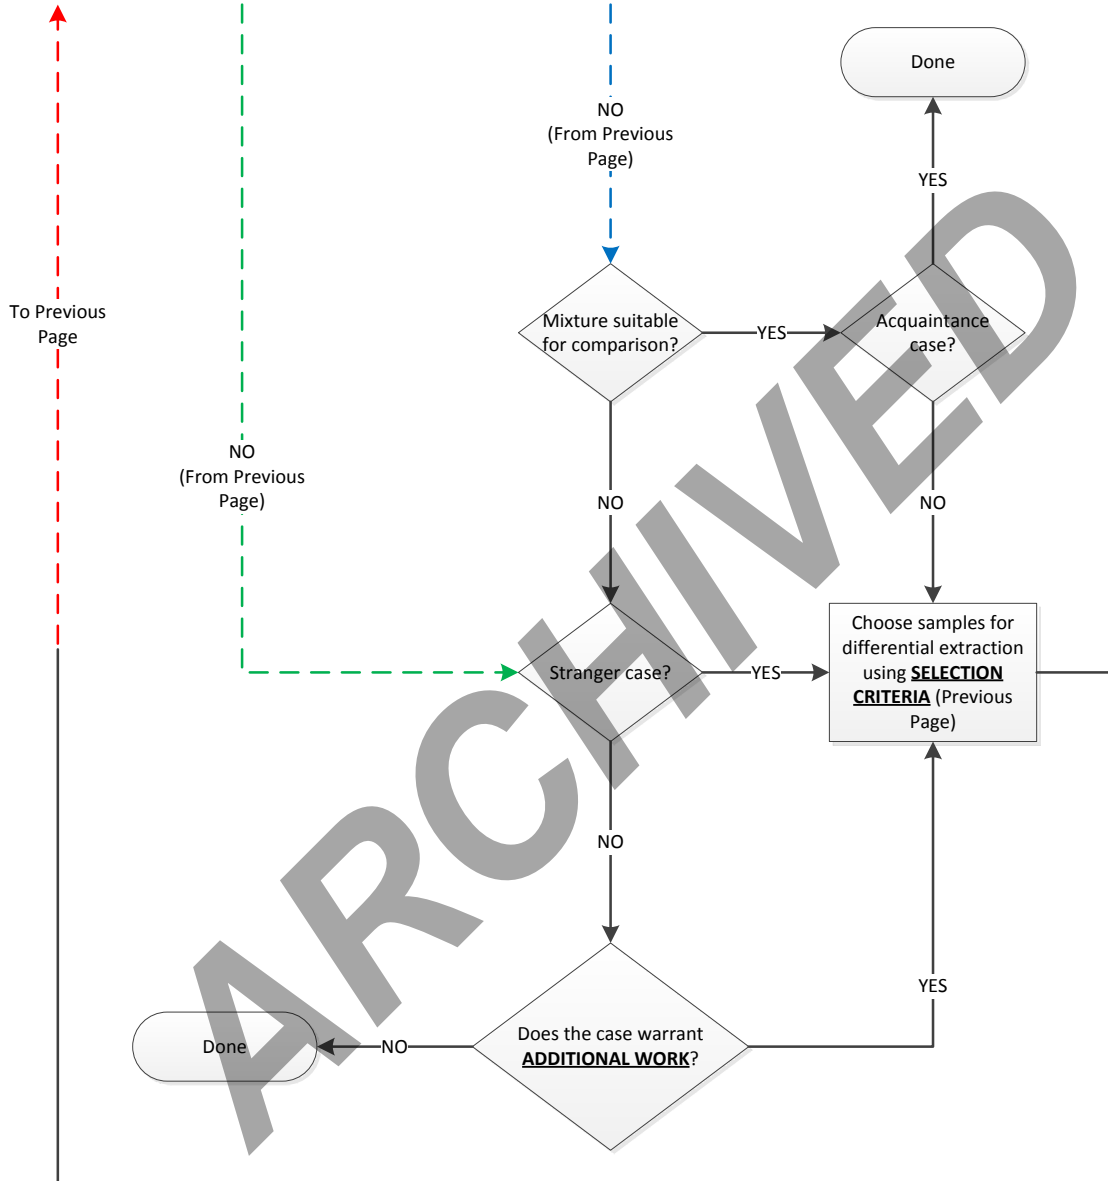 Done
NO
(From Previous
Page)
YES
To Previous
Page
Mixture suitable
for comparison?
YES
Acquaintance
case?
NO
(From Previous
Page)
NO
NO
Choose samples for
differential extraction
using SELECTION
CRITERIA (Previous
Page)
Stranger case?
YES
NO
YES
Does the case warrant
ADDITIONAL WORK?
NO
Done
ARCHIVED